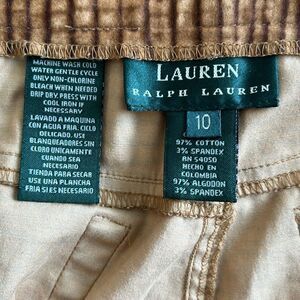 MACHINE WASH COLD
WATER GENTLE CYCLE
ONLY NON-CHLORINE
BLEACH WHEN NEEDED
DRIP DRY. PRESS WITH
COOL IRON IF
NECESSARY
LAVADO A MAQUINA
CON AGUA FRIA. CICLO
DELICADO. USE
BLANQUEADORES SIN
CLORO UNICAMENTE
CUANDO SEA
NECESARIO
TIENDA PARA SECAR
USE UNA PLANCHA
FRIA SI ES NECESARIO
LAUREN
RALPH LAUREN
10
97% COTTON
3% SPANDEX
RN 54050
HECHO EN
COLOMBIA
97% ALGODON
3% SPANDEX